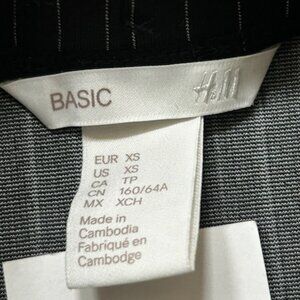 BASIC
H&M
EUR XS
US XS
CA TP
CN 160/64A
MX XCH
Made in
Cambodia
Fabriqué en
Cambodge